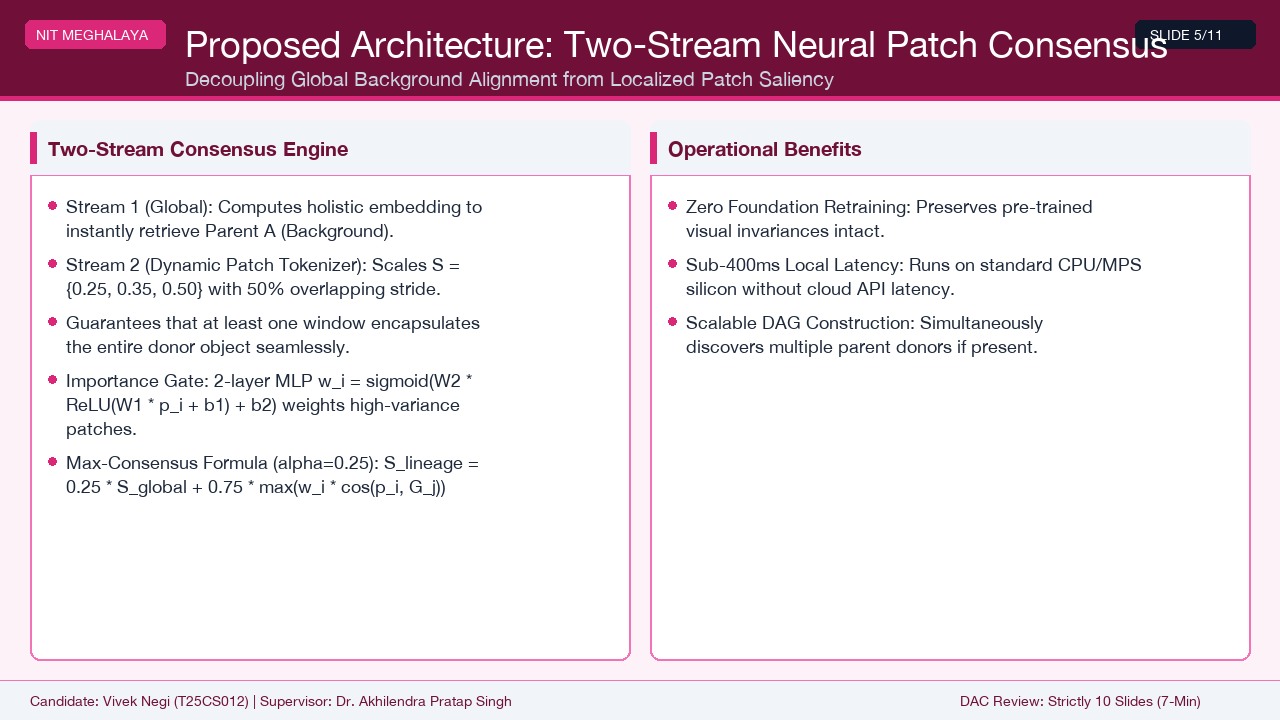 NIT MEGHALAYA
Proposed Architecture: Two-Stream Neural Patch Consensus
SLIDE 5/11
Decoupling Global Background Alignment from Localized Patch Saliency
Two-Stream Consensus Engine
Stream 1 (Global): Computes holistic embedding to
instantly retrieve Parent A (Background).
Stream 2 (Dynamic Patch Tokenizer): Scales S =
{0.25, 0.35, 0.50} with 50% overlapping stride.
Guarantees that at least one window encapsulates
the entire donor object seamlessly.
Importance Gate: 2-layer MLP w_i = sigmoid(W2 *
ReLU(W1 * p_i + b1) + b2) weights high-variance
patches.
Max-Consensus Formula (alpha=0.25): S_lineage =
0.25 * S_global + 0.75 * max(w_i * cos(p_i, G_j))
Operational Benefits
Zero Foundation Retraining: Preserves pre-trained
visual invariances intact.
Sub-400ms Local Latency: Runs on standard CPU/MPS
silicon without cloud API latency.
Scalable DAG Construction: Simultaneously
discovers multiple parent donors if present.
Candidate: Vivek Negi (T25CS012) | Supervisor: Dr. Akhilendra Pratap Singh
DAC Review: Strictly 10 Slides (7-Min)